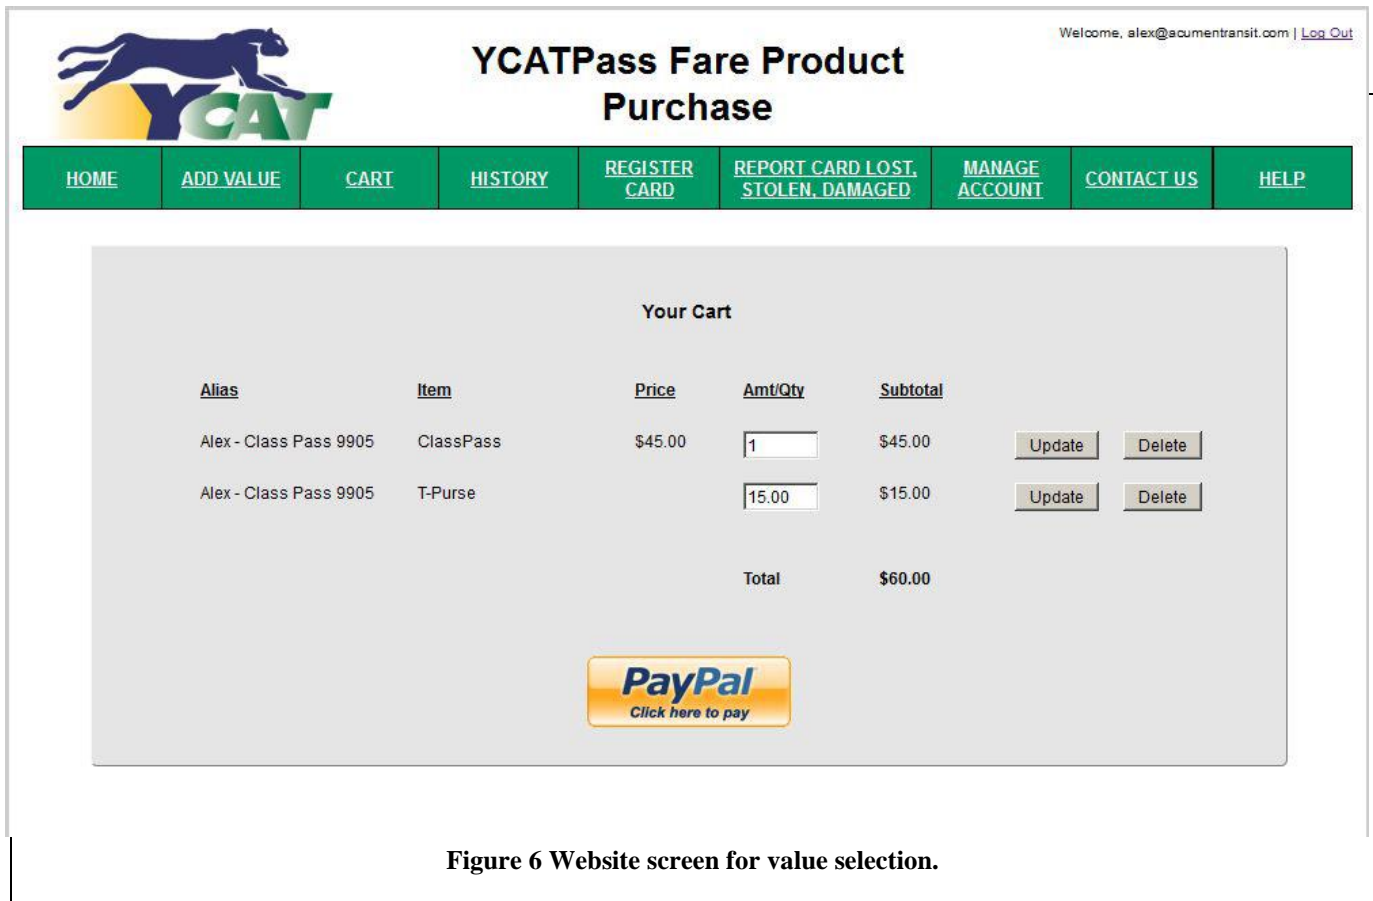 Welcome, alex@acumentransit.com | Log Out
YCAT
YCATPass Fare Product
Purchase
HOME ADD VALUE CART HISTORY REGISTER CARD REPORT CARD LOST, STOLEN, DAMAGED MANAGE ACCOUNT CONTACT US HELP
Your Cart
Alias Item Price Amt/Qty Subtotal
Alex - Class Pass 9905 ClassPass $45.00 1 $45.00 Update Delete
Alex - Class Pass 9905 T-Purse 15.00 $15.00 Update Delete
Total $60.00
PayPal
Click here to pay
Figure 6 Website screen for value selection.